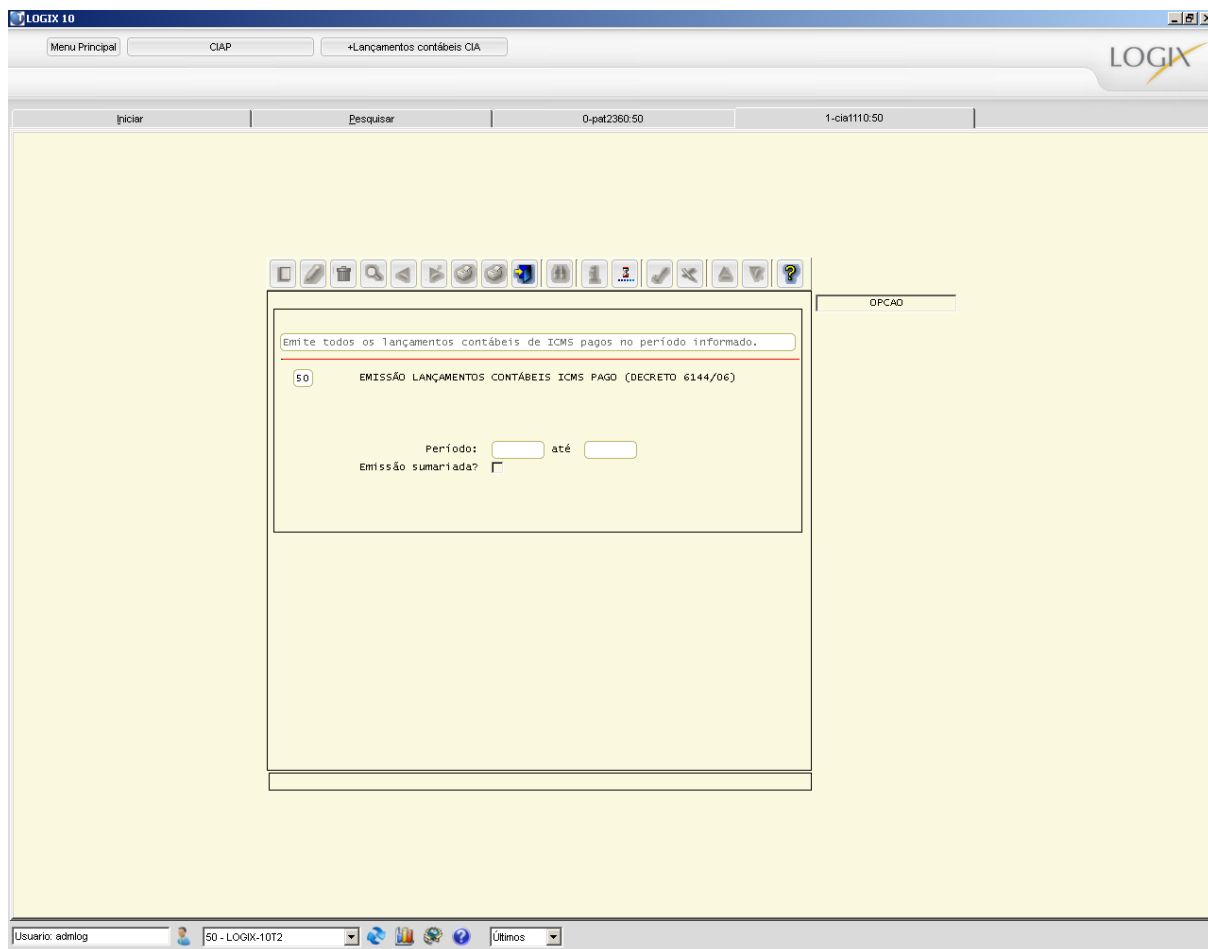 LOGIX 10
Menu Principal CIAP +Lançamentos contábeis CIA
LOGIX
Iniciar Pesquisar 0-pat2360:50 1-cia1110:50
OPCAO
Emite todos os lançamentos contábeis de ICMS pagos no período informado.
50 EMISSÃO LANÇAMENTOS CONTÁBEIS ICMS PAGO (DECRETO 6144/06)
Período: até
Emissão sumariada?
Usuario: admlog 50 - LOGIX-10T2 Últimos